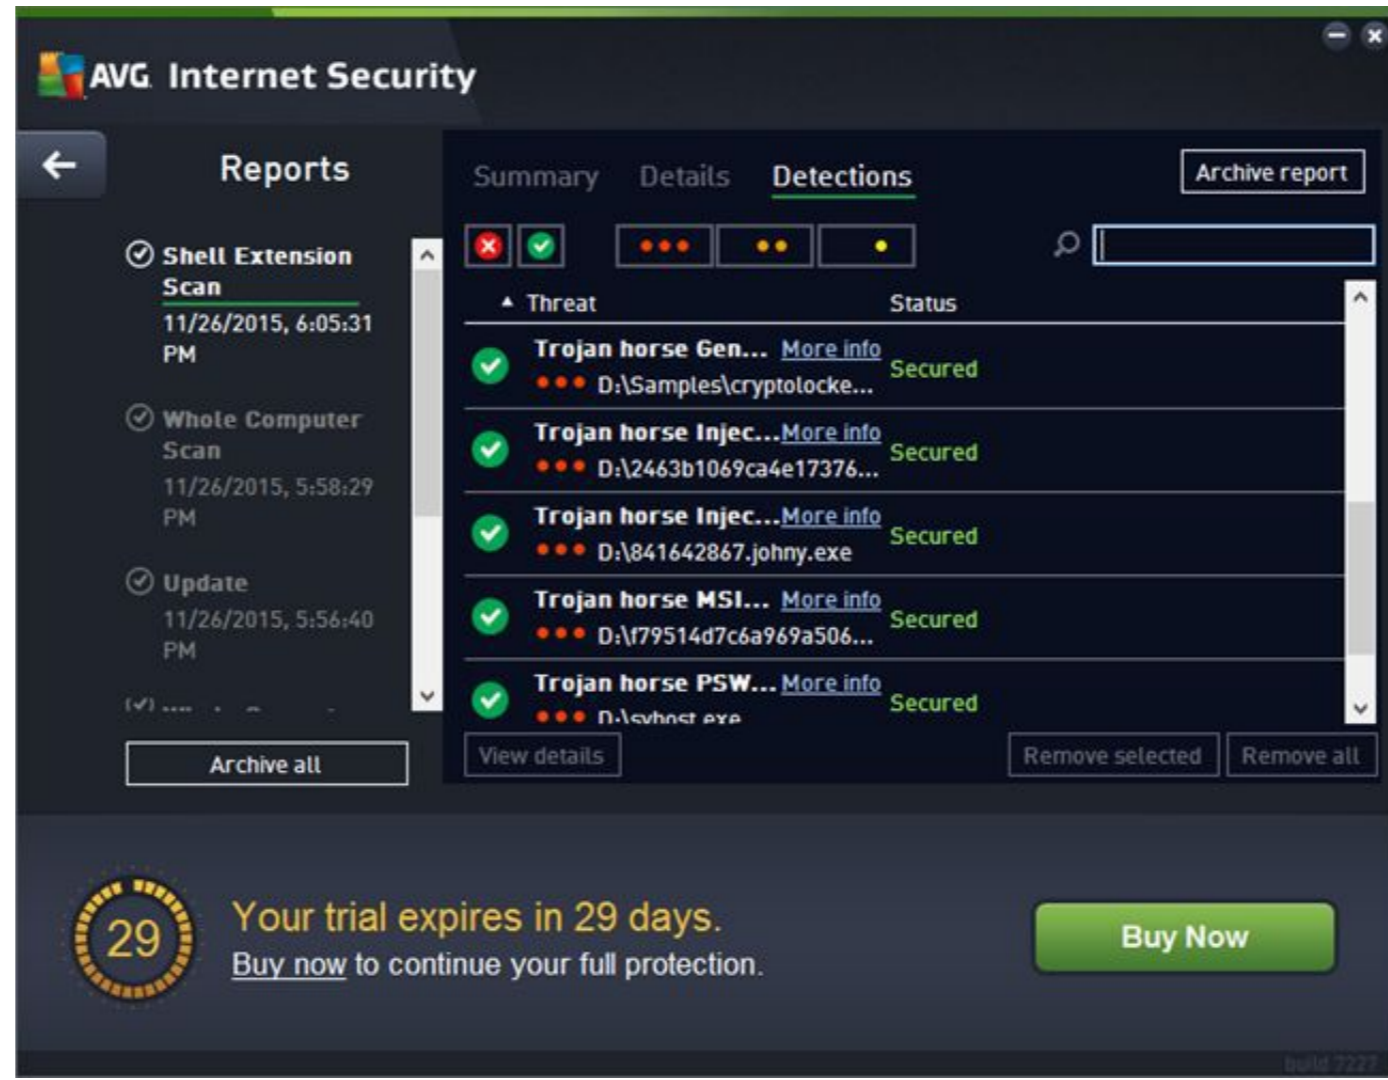 AVG Internet Security
Reports
Shell Extension
Scan
11/26/2015, 6:05:31
PM
Whole Computer
Scan
11/26/2015, 5:58:29
PM
Update
11/26/2015, 5:56:40
PM
Archive all
Summary Details Detections
Archive report
Threat Status
Trojan horse Gen... More info
D:\Samples\cryptolocke...
Secured
Trojan horse Injec... More info
D:\2463b1069ca4e17376...
Secured
Trojan horse Injec... More info
D:\841642867.johny.exe
Secured
Trojan horse MSI... More info
D:\f79514d7c6a969a506...
Secured
Trojan horse PSW... More info
D:\svhost.exe
Secured
View details Remove selected Remove all
29
Your trial expires in 29 days.
Buy now to continue your full protection.
Buy Now
build 7227